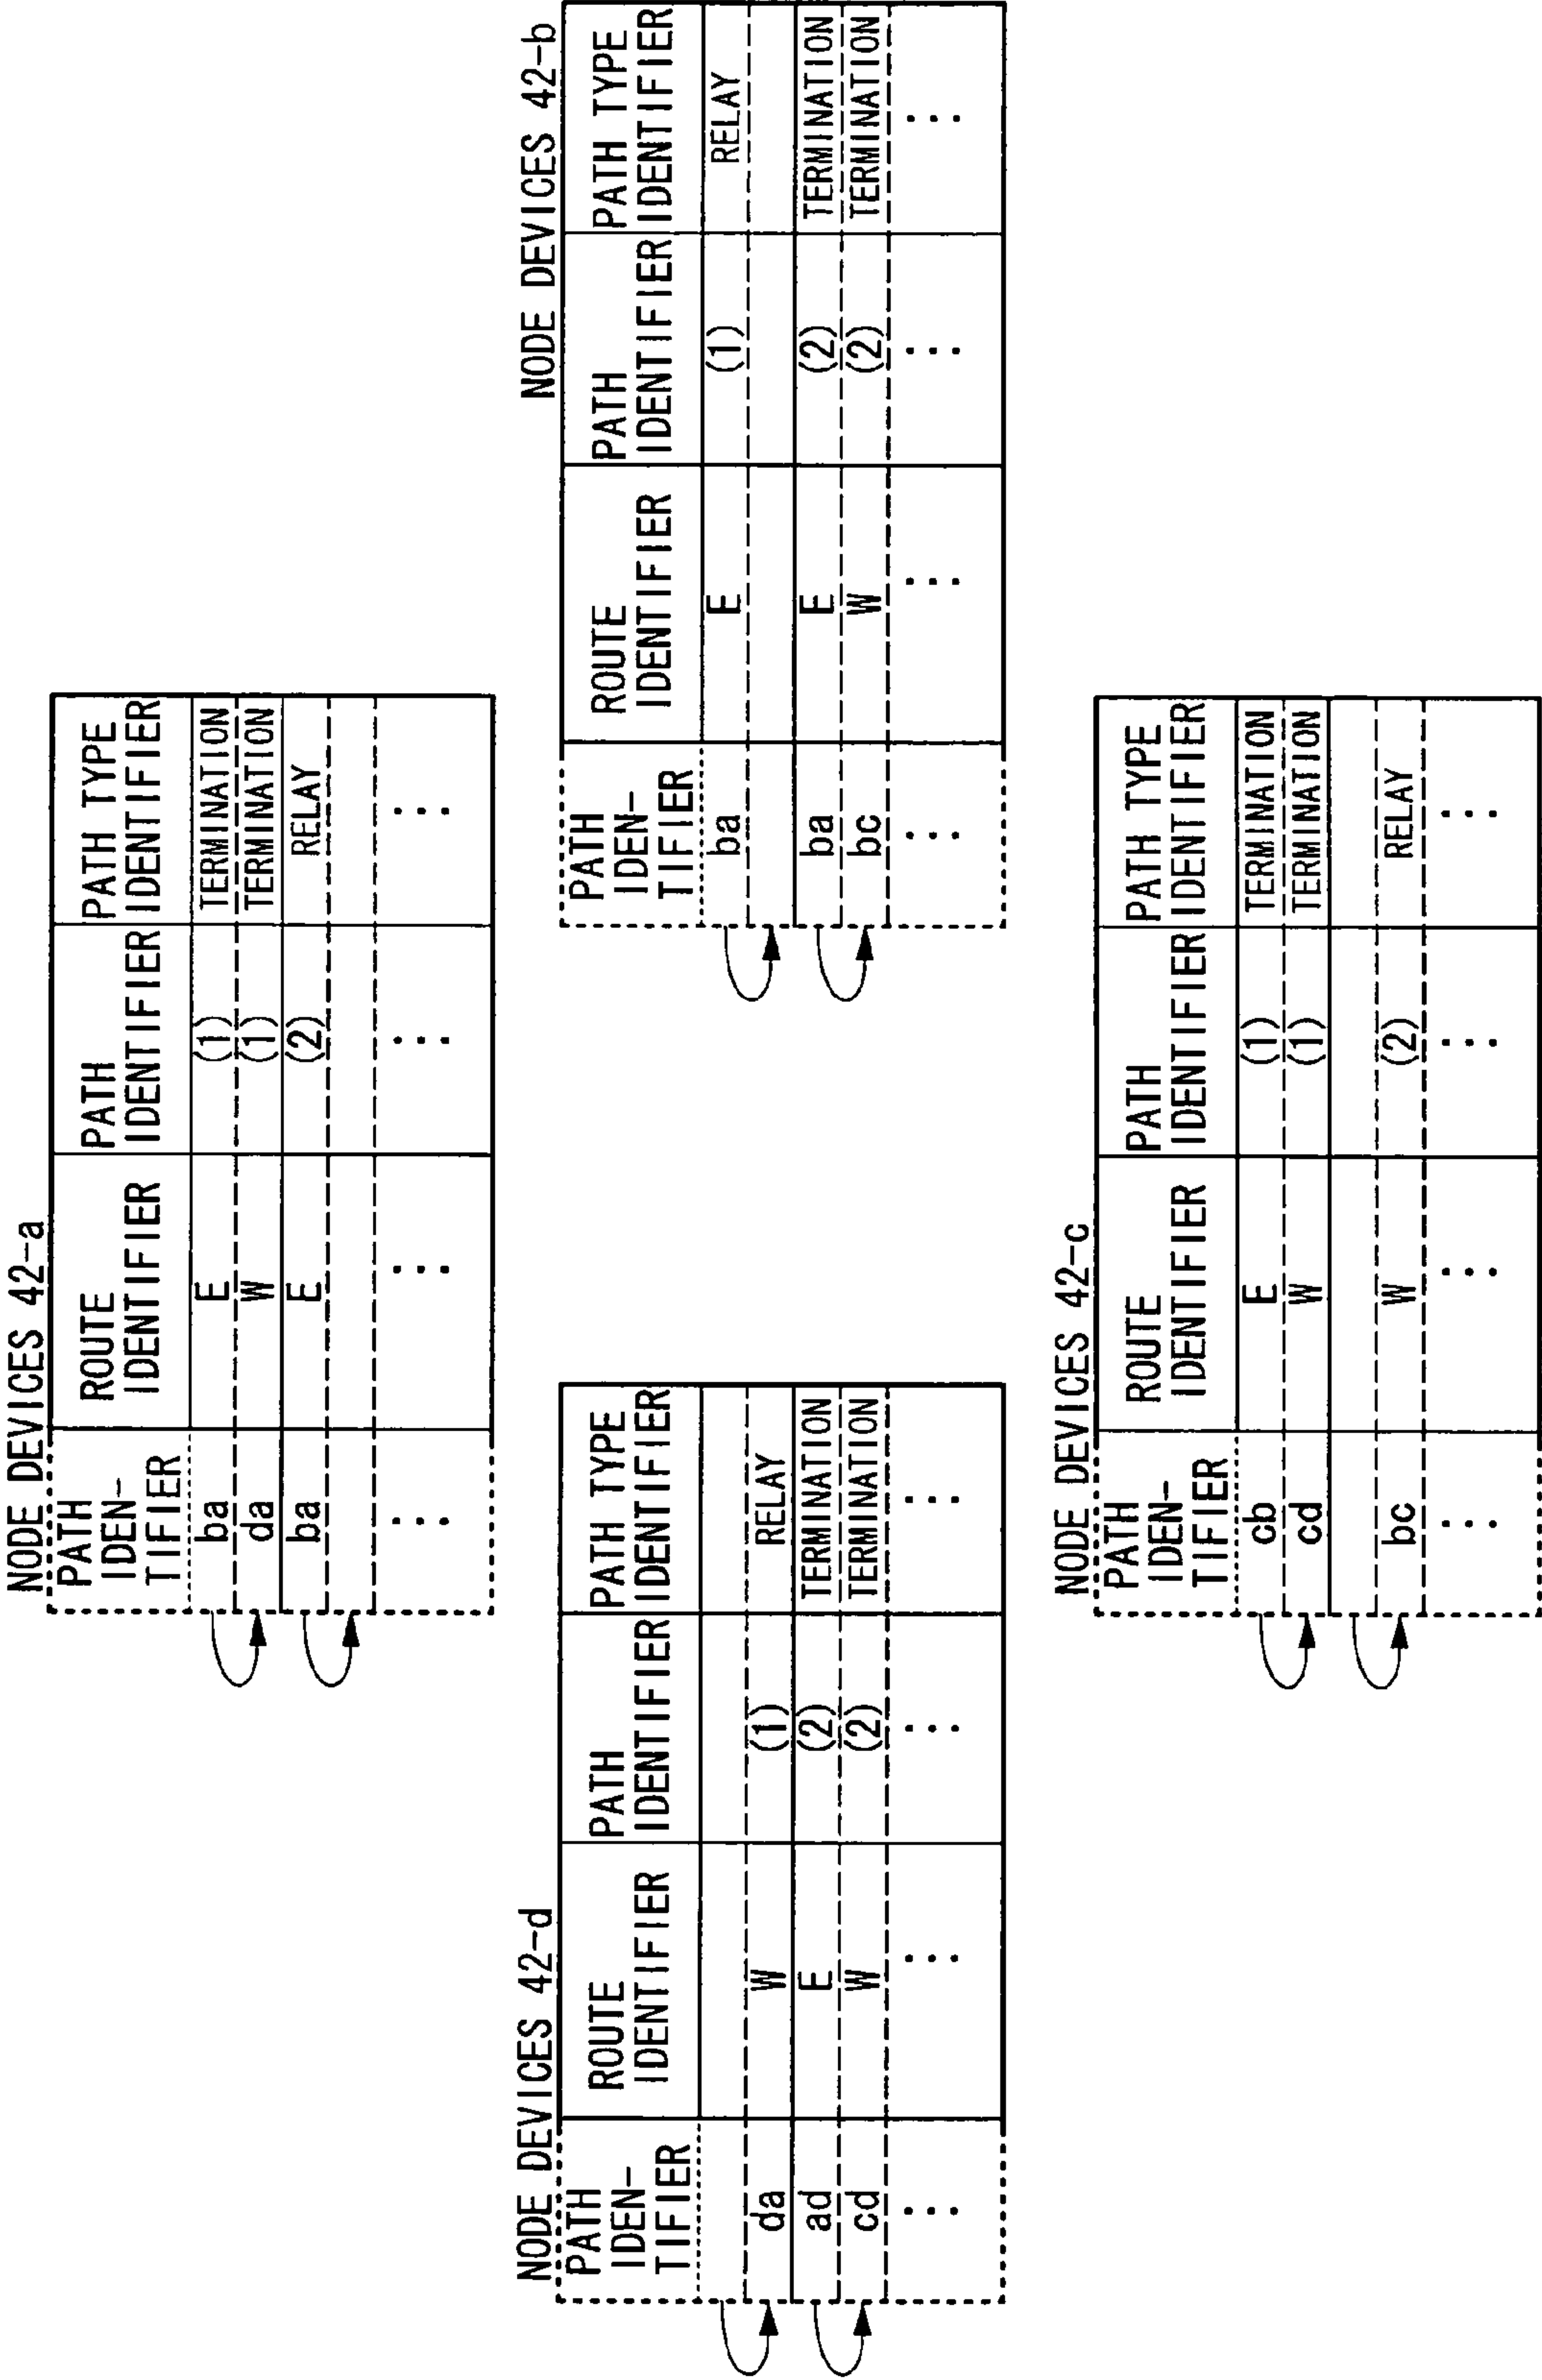 NODE DEVICES 42-a
PATH IDEN- TIFIER ROUTE IDENTIFIER PATH IDENTIFIER PATH TYPE IDENTIFIER
ba E (1) TERMINATION
da W (1) TERMINATION
ba E (2) RELAY
... ... ... ...
NODE DEVICES 42-d
PATH IDEN- TIFIER ROUTE IDENTIFIER PATH IDENTIFIER PATH TYPE IDENTIFIER
da W (1) RELAY
ad E (2) TERMINATION
cd W (2) TERMINATION
... ... ... ...
NODE DEVICES 42-b
PATH IDEN- TIFIER ROUTE IDENTIFIER PATH IDENTIFIER PATH TYPE IDENTIFIER
ba E (1) RELAY
ba E (2) TERMINATION
bc W (2) TERMINATION
... ... ... ...
NODE DEVICES 42-c
PATH IDEN- TIFIER ROUTE IDENTIFIER PATH IDENTIFIER PATH TYPE IDENTIFIER
cb E (1) TERMINATION
cd W (1) TERMINATION
bc W (2) RELAY
... ... ... ...